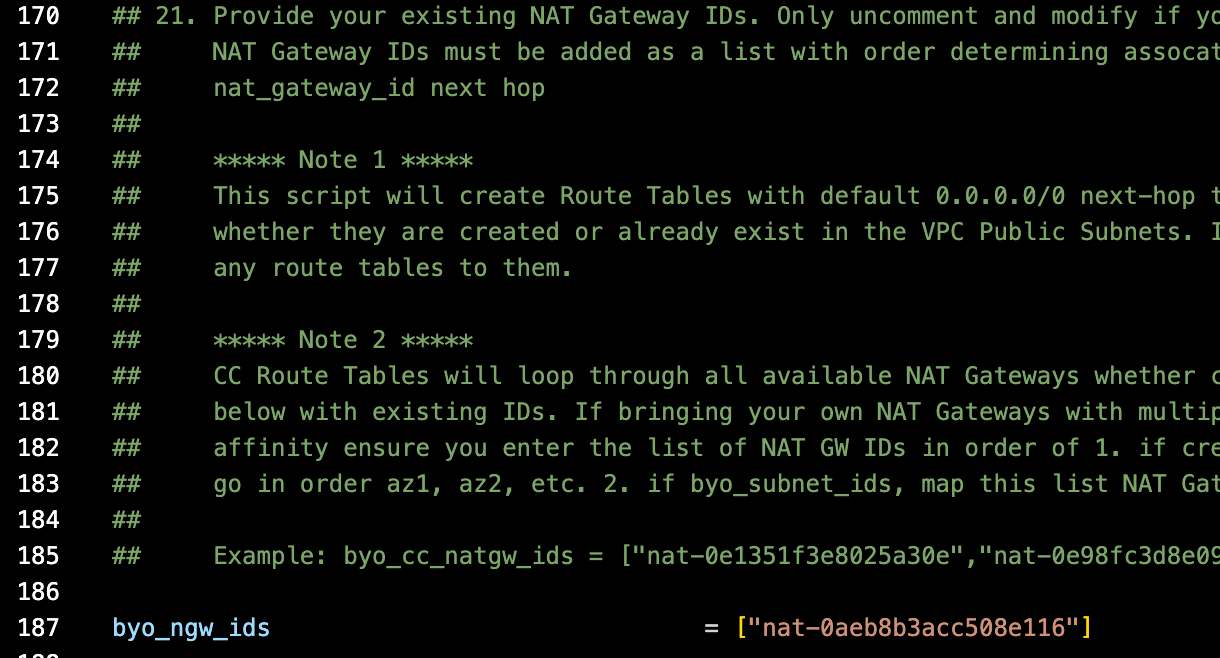 170 ## 21. Provide your existing NAT Gateway IDs. Only uncomment and modify if
171 ## NAT Gateway IDs must be added as a list with order determining
172 ## nat_gateway_id next hop
173 ##
174 ## ***** Note 1 *****
175 ## This script will create Route Tables with default 0.0.0.0/0 next-hop
176 ## whether they are created or already exist in the VPC Public Subnets.
177 ## any route tables to them.
178 ##
179 ## ***** Note 2 *****
180 ## CC Route Tables will loop through all available NAT Gateways whether
181 ## below with existing IDs. If bringing your own NAT Gateways with
182 ## affinity ensure you enter the list of NAT GW IDs in order of 1. if
183 ## go in order az1, az2, etc. 2. if byo_subnet_ids, map this list NAT
184 ##
185 ## Example: byo_cc_natgw_ids = ["nat-0e1351f3e8025a30e","nat-0e98fc3d8e09
186
187 byo_ngw_ids = ["nat-0aeb8b3acc508e116"]